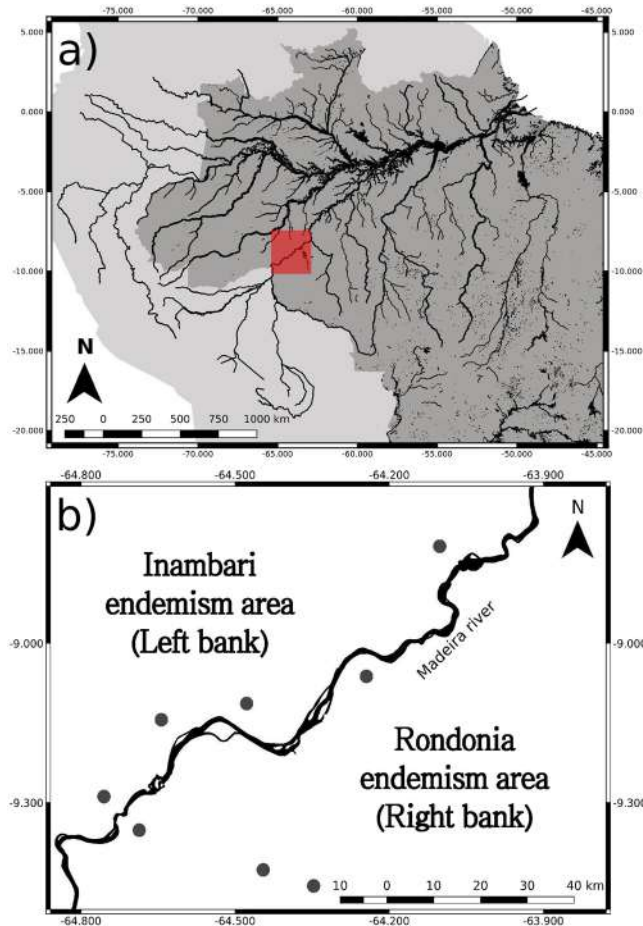 -75.000 -70.000 -65.000 -60.000 -55.000 -50.000 -45.000
a)
5.000 5.000
0.000 0.000
-5.000 -5.000
-10.000 -10.000
-15.000 -15.000
-20.000 -20.000
N
250 0 250 500 750 1000 km
-75.000 -70.000 -65.000 -60.000 -55.000 -50.000 -45.000
-64.800 -64.500 -64.200 -63.900
b)
N
Inambari
endemism area
(Left bank)
-9.000 -9.000
Madeira river
Rondonia
endemism area
(Right bank)
-9.300 -9.300
10 0 10 20 30 40 km
-64.800 -64.500 -64.200 -63.900